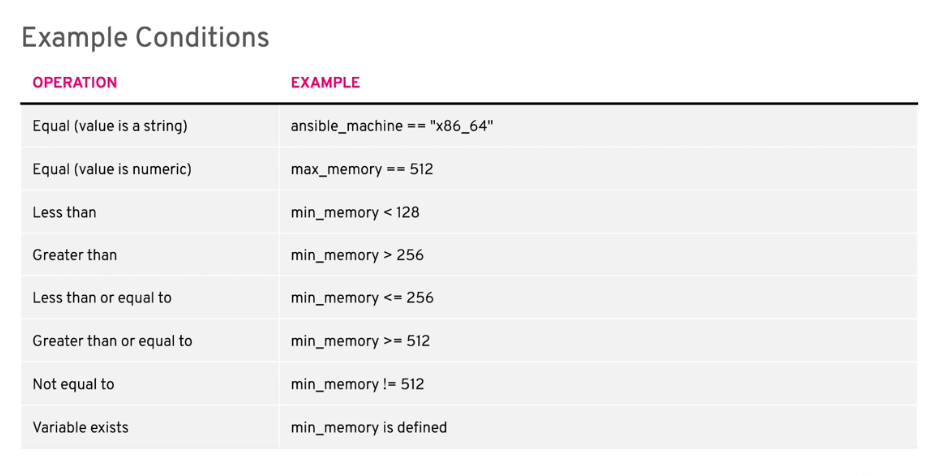 Example Conditions
OPERATION EXAMPLE
Equal (value is a string) ansible_machine == "x86_64"
Equal (value is numeric) max_memory == 512
Less than min_memory < 128
Greater than min_memory > 256
Less than or equal to min_memory <= 256
Greater than or equal to min_memory >= 512
Not equal to min_memory != 512
Variable exists min_memory is defined